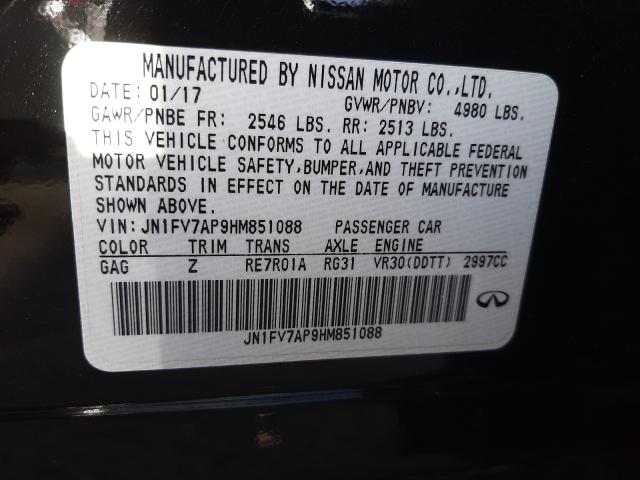 MANUFACTURED BY NISSAN MOTOR CO.,LTD.
DATE: 01/17 GVWR/PNBV: 4980 LBS.
GAWR/PNBE FR: 2546 LBS. RR: 2513 LBS.
THIS VEHICLE CONFORMS TO ALL APPLICABLE FEDERAL
MOTOR VEHICLE SAFETY,BUMPER,AND THEFT PREVENTION
STANDARDS IN EFFECT ON THE DATE OF MANUFACTURE
SHOWN ABOVE.
VIN:JN1FV7AP9HM851088 PASSENGER CAR
COLOR TRIM TRANS AXLE ENGINE
GAG Z RE7R01A RG31 VR30(DDTT) 2997CC
JN1FV7AP9HM851088